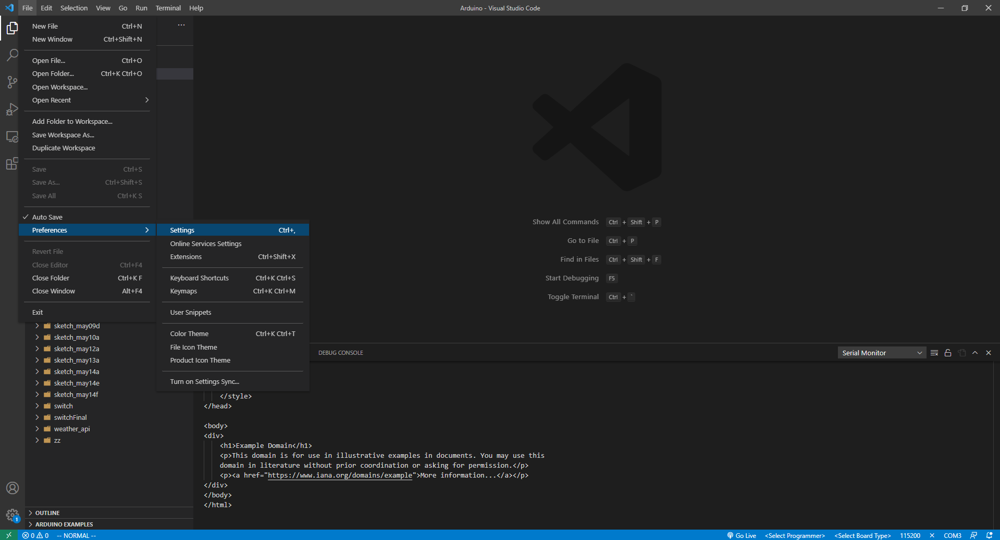 File Edit Selection View Go Run Terminal Help
Arduino - Visual Studio Code
New File Ctrl+N
New Window Ctrl+Shift+N
Open File... Ctrl+O
Open Folder... Ctrl+K Ctrl+O
Open Workspace...
Open Recent
Add Folder to Workspace...
Save Workspace As...
Duplicate Workspace
Save Ctrl+S
Save As... Ctrl+Shift+S
Save All Ctrl+K S
Auto Save
Preferences
Revert File
Close Editor Ctrl+F4
Close Folder Ctrl+K F
Close Window Alt+F4
Exit
Settings Ctrl+,
Online Services Settings
Extensions Ctrl+Shift+X
Keyboard Shortcuts Ctrl+K Ctrl+S
Keymaps Ctrl+K Ctrl+M
User Snippets
Color Theme Ctrl+K Ctrl+T
File Icon Theme
Product Icon Theme
Turn on Settings Sync...
Show All Commands Ctrl + Shift + P
Go to File Ctrl + P
Find in Files Ctrl + Shift + F
Start Debugging F5
Toggle Terminal Ctrl + `
sketch_may09d
sketch_may10a
sketch_may12a
sketch_may13a
sketch_may14a
sketch_may14e
sketch_may14f
switch
switchFinal
weather_api
zz
OUTLINE
ARDUINO EXAMPLES
DEBUG CONSOLE
Serial Monitor
</style>
</head>
<body>
<div>
<h1>Example Domain</h1>
<p>This domain is for use in illustrative examples in documents. You may use this
domain in literature without prior coordination or asking for permission.</p>
<p><a href="https://www.iana.org/domains/example">More information...</a></p>
</div>
</body>
</html>
1
0 0 -- NORMAL --
Go Live <Select Programmer> <Select Board Type> 115200 COM3